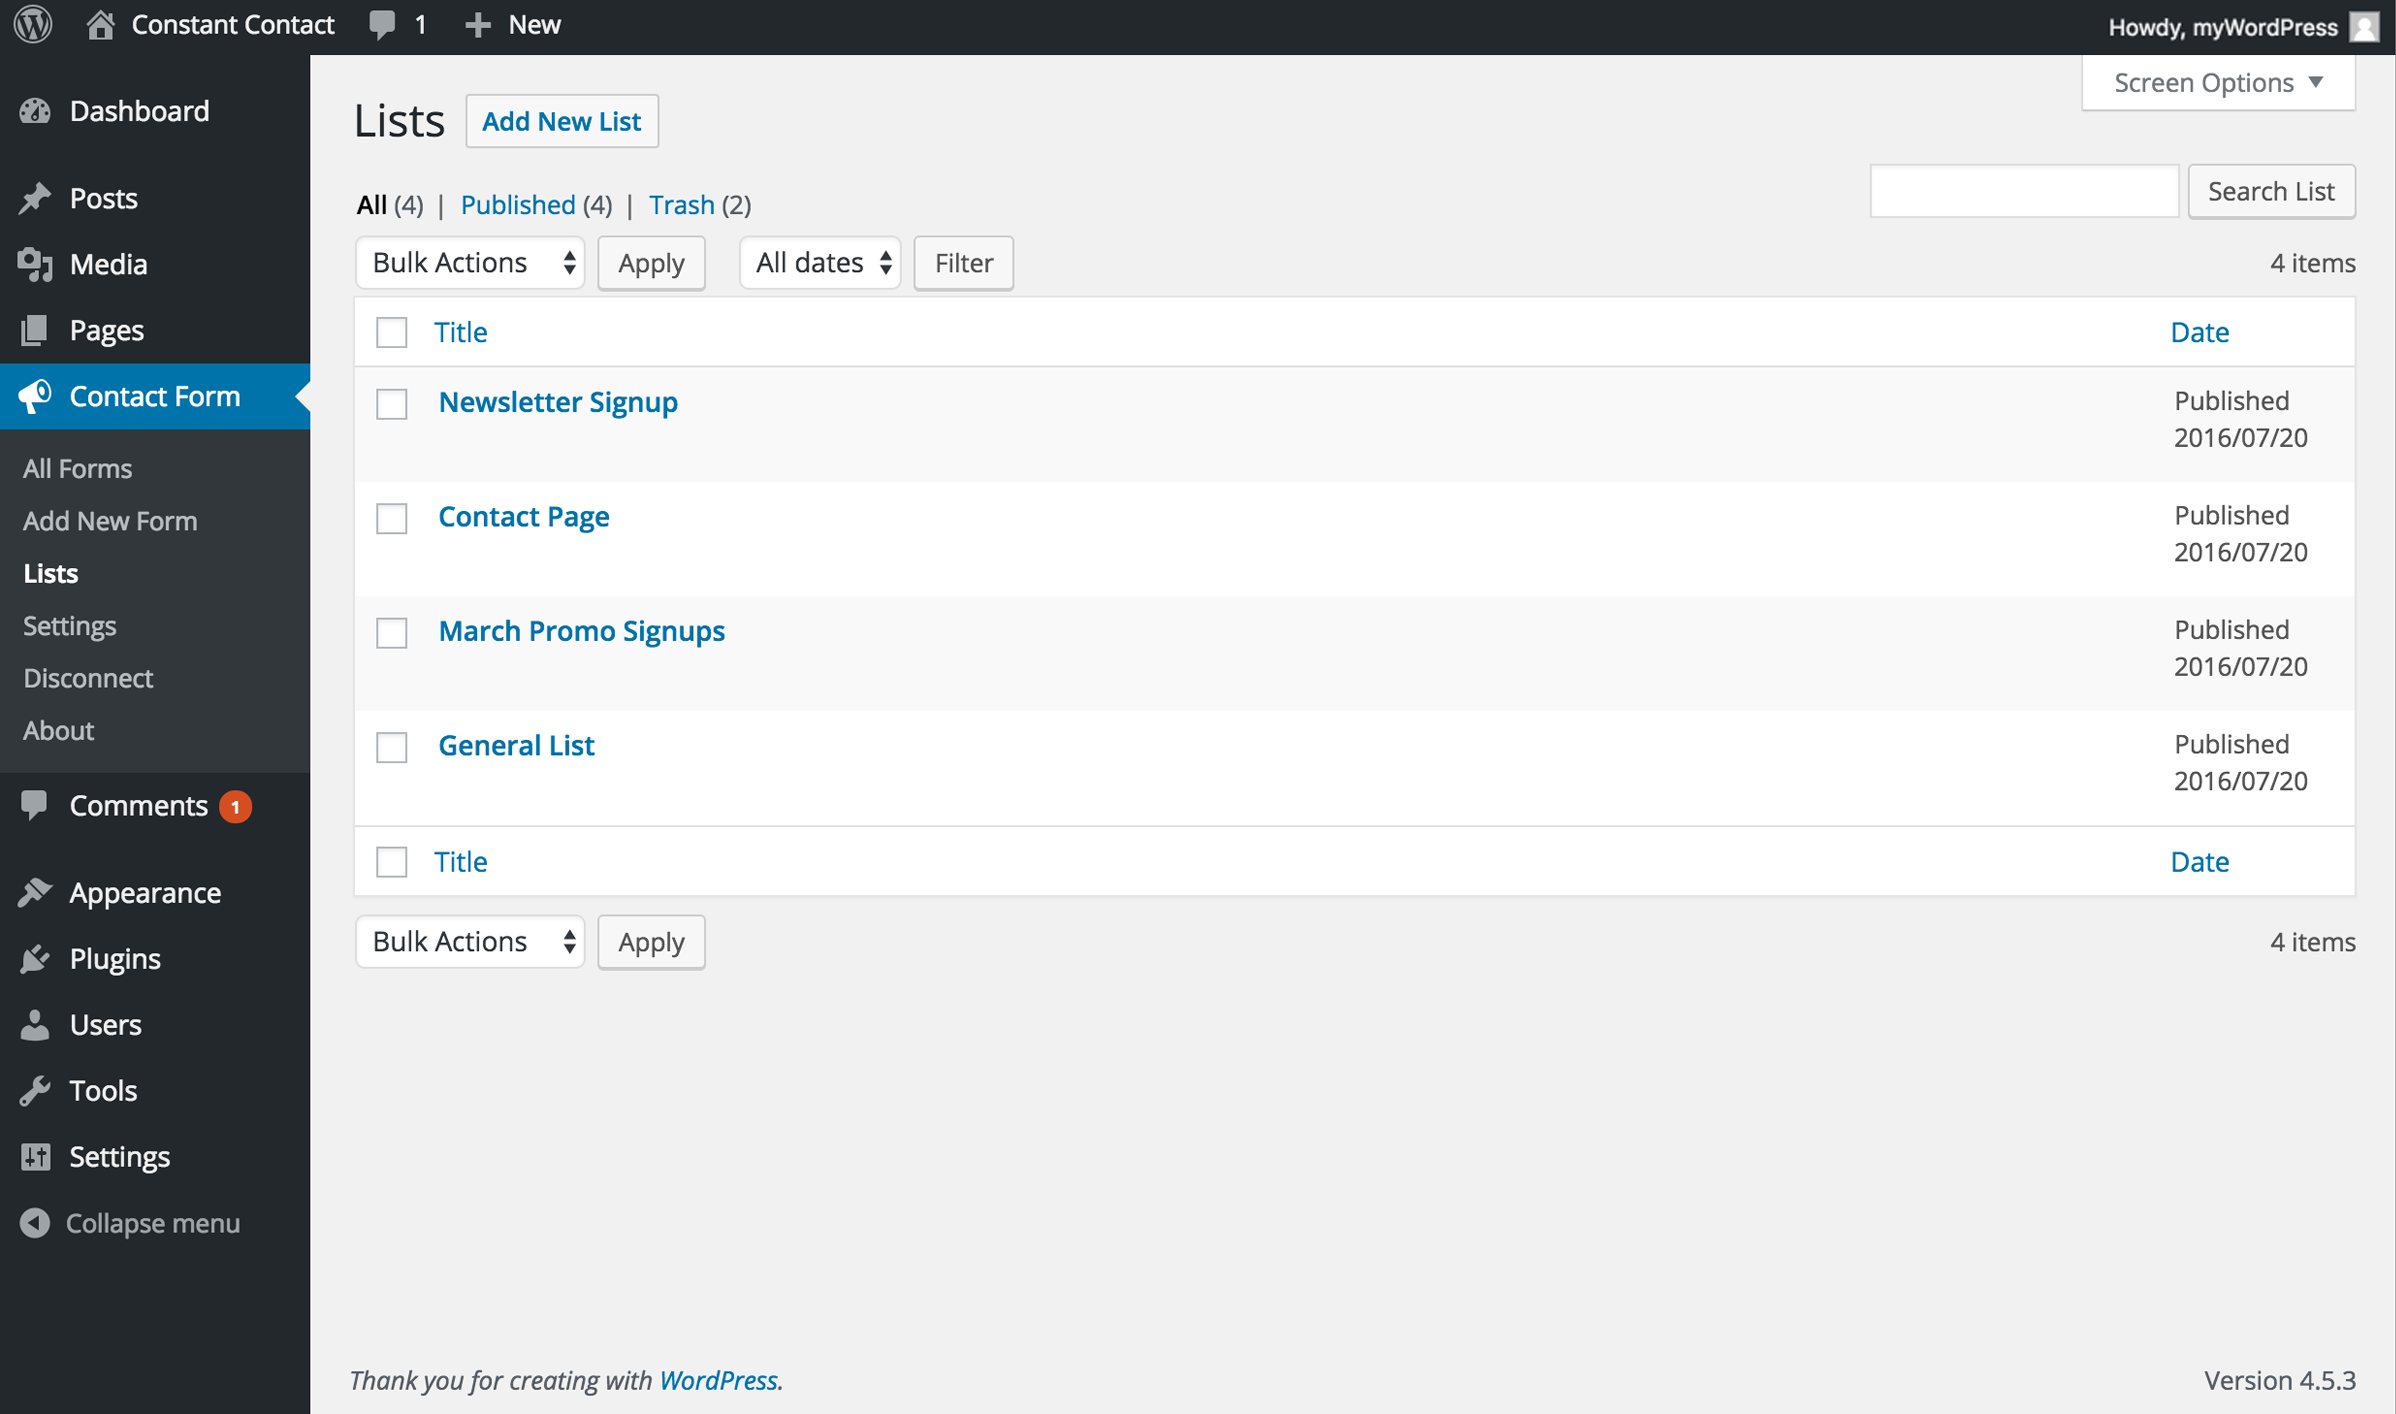 Constant Contact 1 New Howdy, myWordPress
Screen Options
Dashboard
Posts
Media
Pages
Contact Form
All Forms
Add New Form
Lists
Settings
Disconnect
About
Comments 1
Appearance
Plugins
Users
Tools
Settings
Collapse menu
Lists Add New List
All (4) | Published (4) | Trash (2)
Search List
Bulk Actions Apply All dates Filter 4 items
Title Date
Newsletter Signup Published
2016/07/20
Contact Page Published
2016/07/20
March Promo Signups Published
2016/07/20
General List Published
2016/07/20
Title Date
Bulk Actions Apply 4 items
Thank you for creating with WordPress. Version 4.5.3